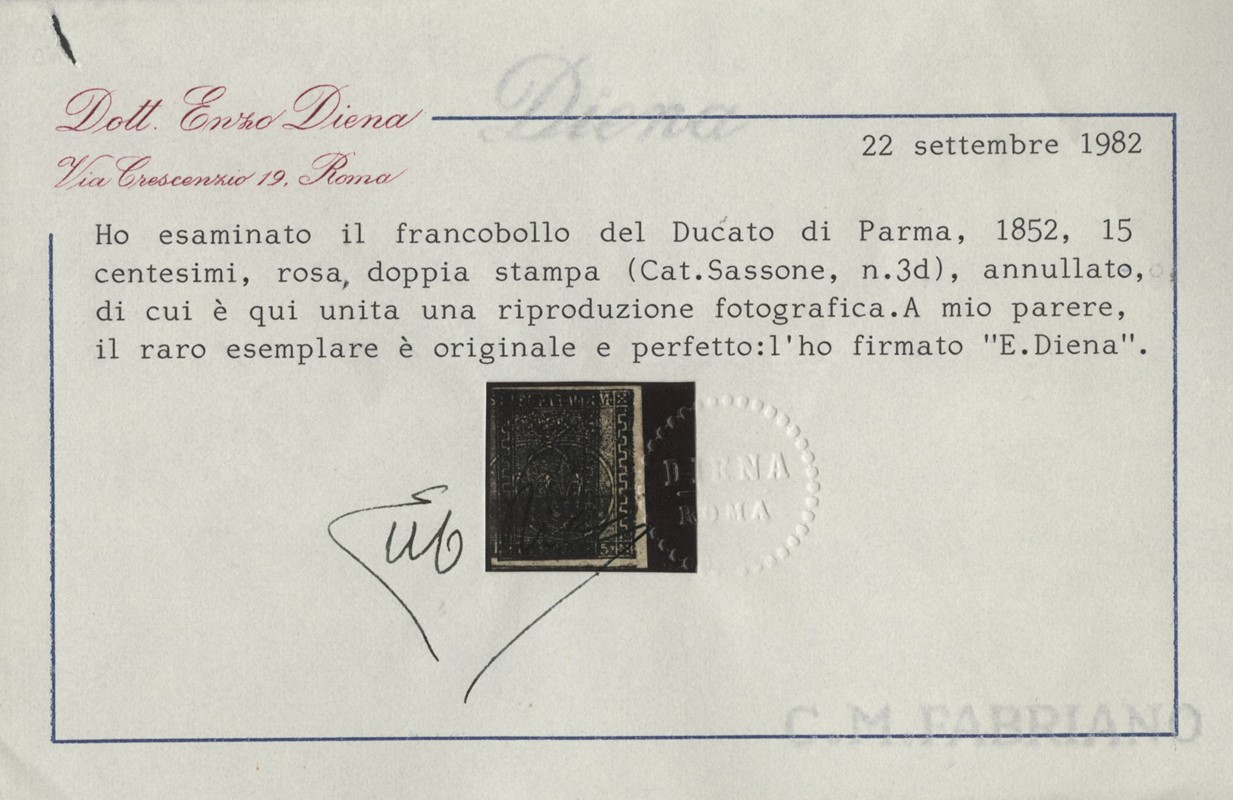 Diena
Dott. Enzo Diena
Via Crescenzio 19, Roma
22 settembre 1982
Ho esaminato il francobollo del Ducato di Parma, 1852, 15
centesimi, rosa, doppia stampa (Cat.Sassone, n.3d), annullato,
di cui è qui unita una riproduzione fotografica.A mio parere,
il raro esemplare è originale e perfetto:l'ho firmato "E.Diena".
DIENA
ROMA
C.M.FABRIANO